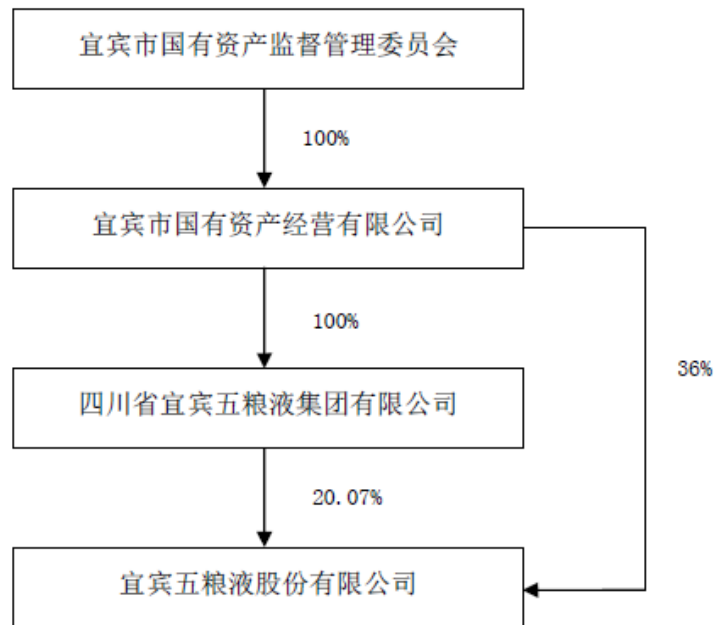 宜宾市国有资产监督管理委员会
100%
宜宾市国有资产经营有限公司
100%
36%
四川省宜宾五粮液集团有限公司
20.07%
宜宾五粮液股份有限公司